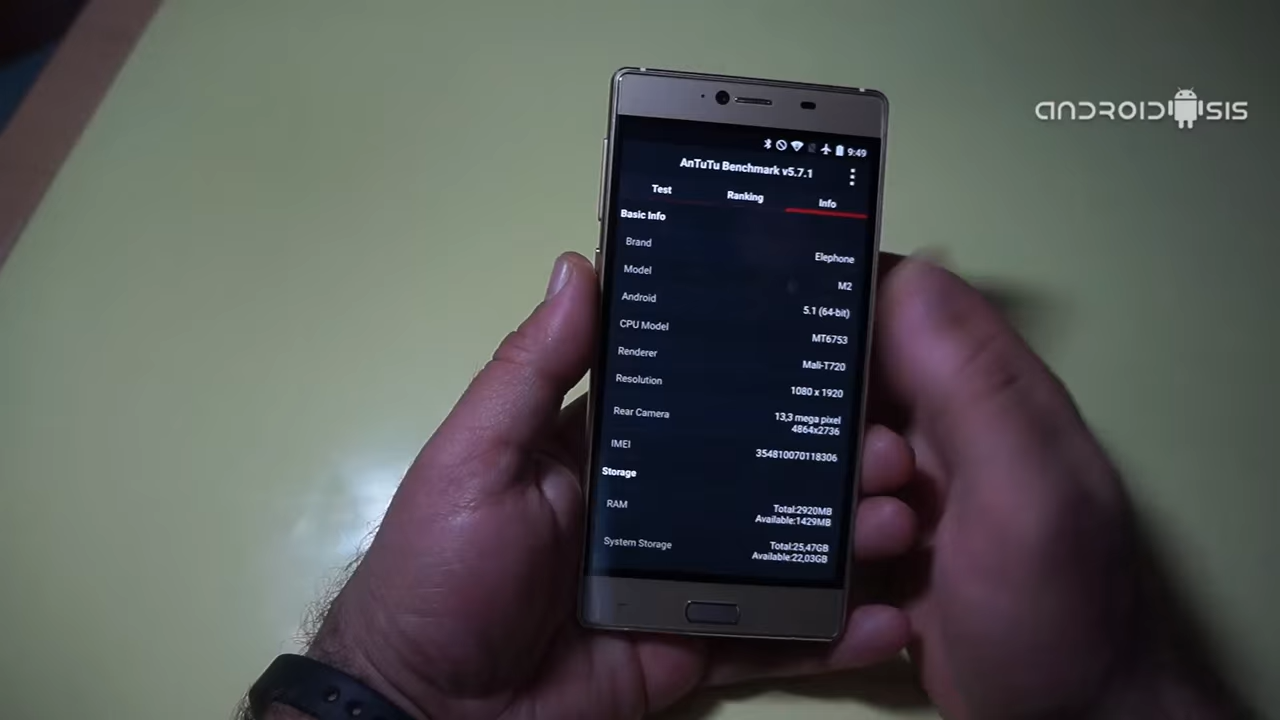 ANDROIDSIS
9:49
AnTuTu Benchmark v5.7.1
Test Ranking Info
Basic Info
Brand Elephone
Model M2
Android 5.1 (64-bit)
CPU Model MT6753
Renderer Mali-T720
Resolution 1080 x 1920
Rear Camera 13,3 mega pixel
4864x2736
IMEI 354810070118306
Storage
RAM Total:2920MB
Available:1429MB
System Storage Total:25,47GB
Available:22,03GB